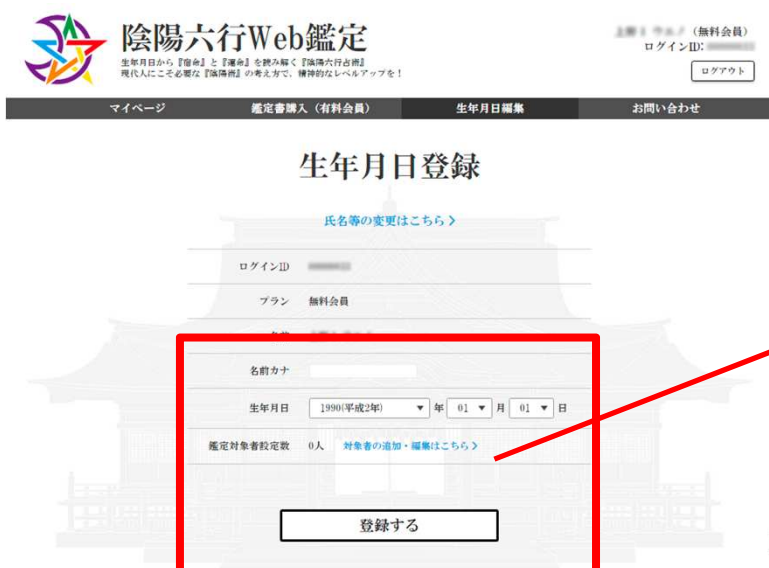 陰陽六行Web鑑定
生年月日から『宿命』と『運命』を読み解く『陰陽六行占術』
現代人にこそ必要な『陰陽術』の考え方で、精神的なレベルアップを！
(無料会員)
ログインID:
ログアウト
マイページ 鑑定書購入（有料会員） 生年月日編集 お問い合わせ
生年月日登録
氏名等の変更はこちら >
ログインID
プラン 無料会員
名前カナ
生年月日 1990(平成2年) ▼ 年 01 ▼ 月 01 ▼ 日
鑑定対象者設定数 0人 対象者の追加・編集はこちら >
登録する